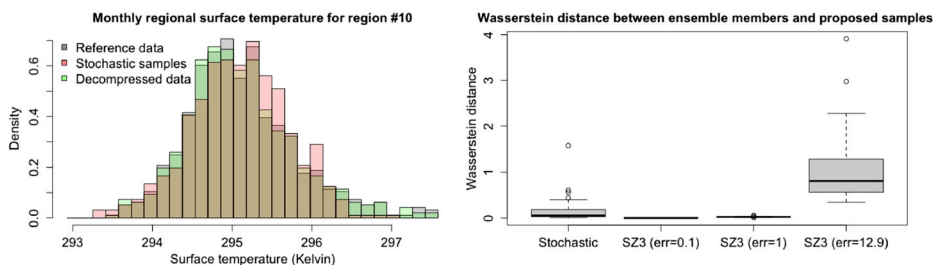 Monthly regional surface temperature for region #10
Reference data
Stochastic samples
Decompressed data
Density
0.0
0.2
0.4
0.6
293 294 295 296 297
Surface temperature (Kelvin)
Wasserstein distance between ensemble members and proposed samples
Wasserstein distance
4
3
2
1
0
Stochastic SZ3 (err=0.1) SZ3 (err=1) SZ3 (err=12.9)